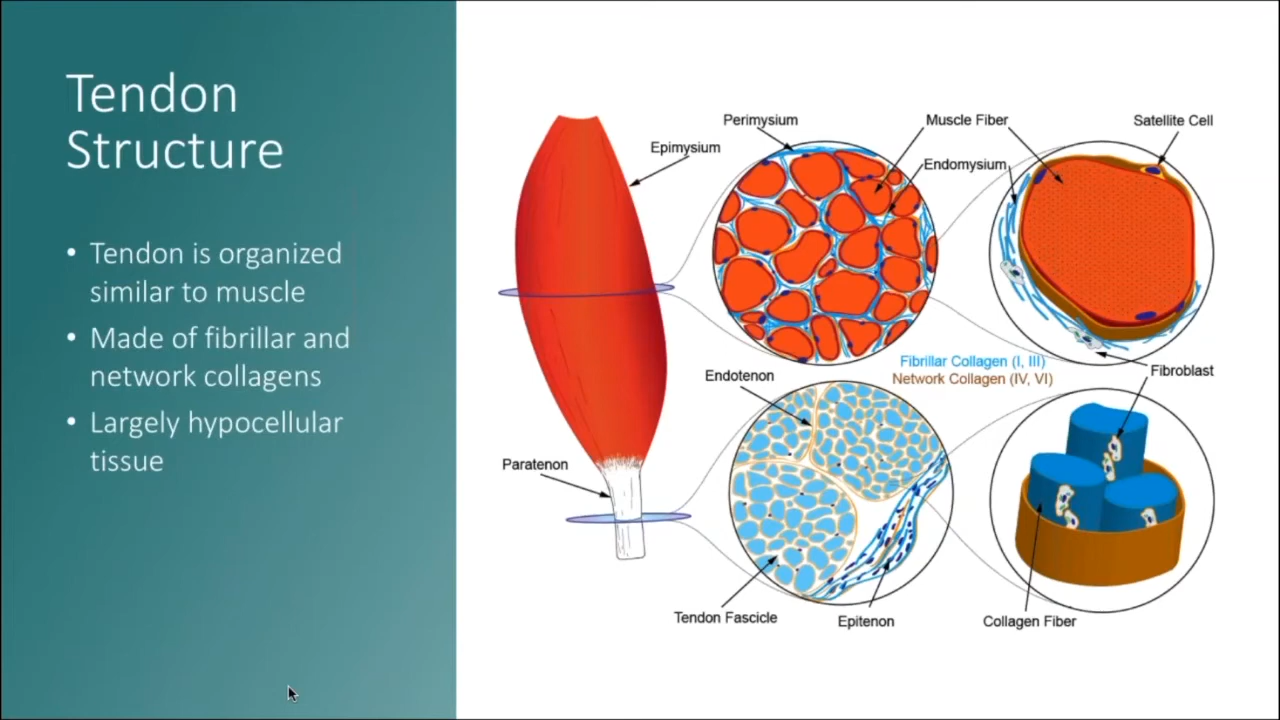 Tendon
Structure
• Tendon is organized
similar to muscle
• Made of fibrillar and
network collagens
• Largely hypocellular
tissue
Perimysium
Muscle Fiber
Satellite Cell
Epimysium
Endomysium
Fibrillar Collagen (I, III)
Network Collagen (IV, VI)
Endotenon
Fibroblast
Paratenon
Tendon Fascicle
Epitenon
Collagen Fiber